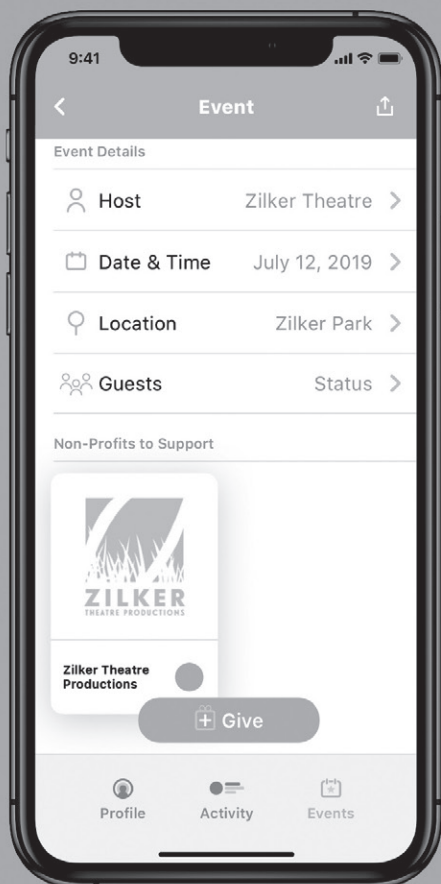 9:41
Event
Event Details
Host Zilker Theatre
Date & Time July 12, 2019
Location Zilker Park
Guests Status
Non-Profits to Support
ZILKER
THEATRE PRODUCTIONS
Zilker Theatre
Productions
Give
Profile Activity Events